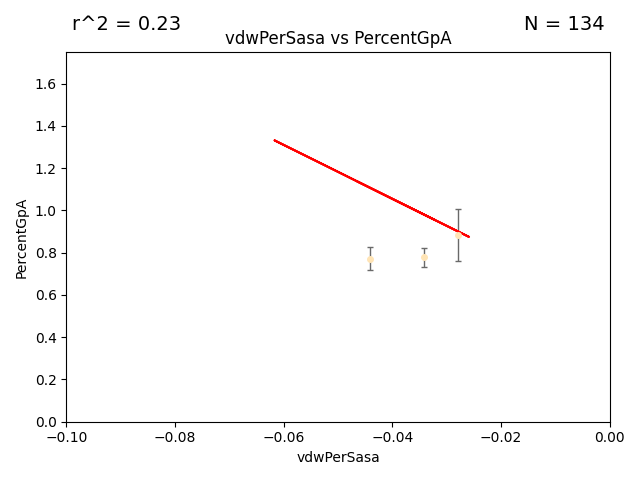 r^2 = 0.23
N = 134
vdwPerSasa vs PercentGpA
PercentGpA
1.6
1.4
1.2
1.0
0.8
0.6
0.4
0.2
0.0
−0.10 −0.08 −0.06 −0.04 −0.02 0.00
vdwPerSasa